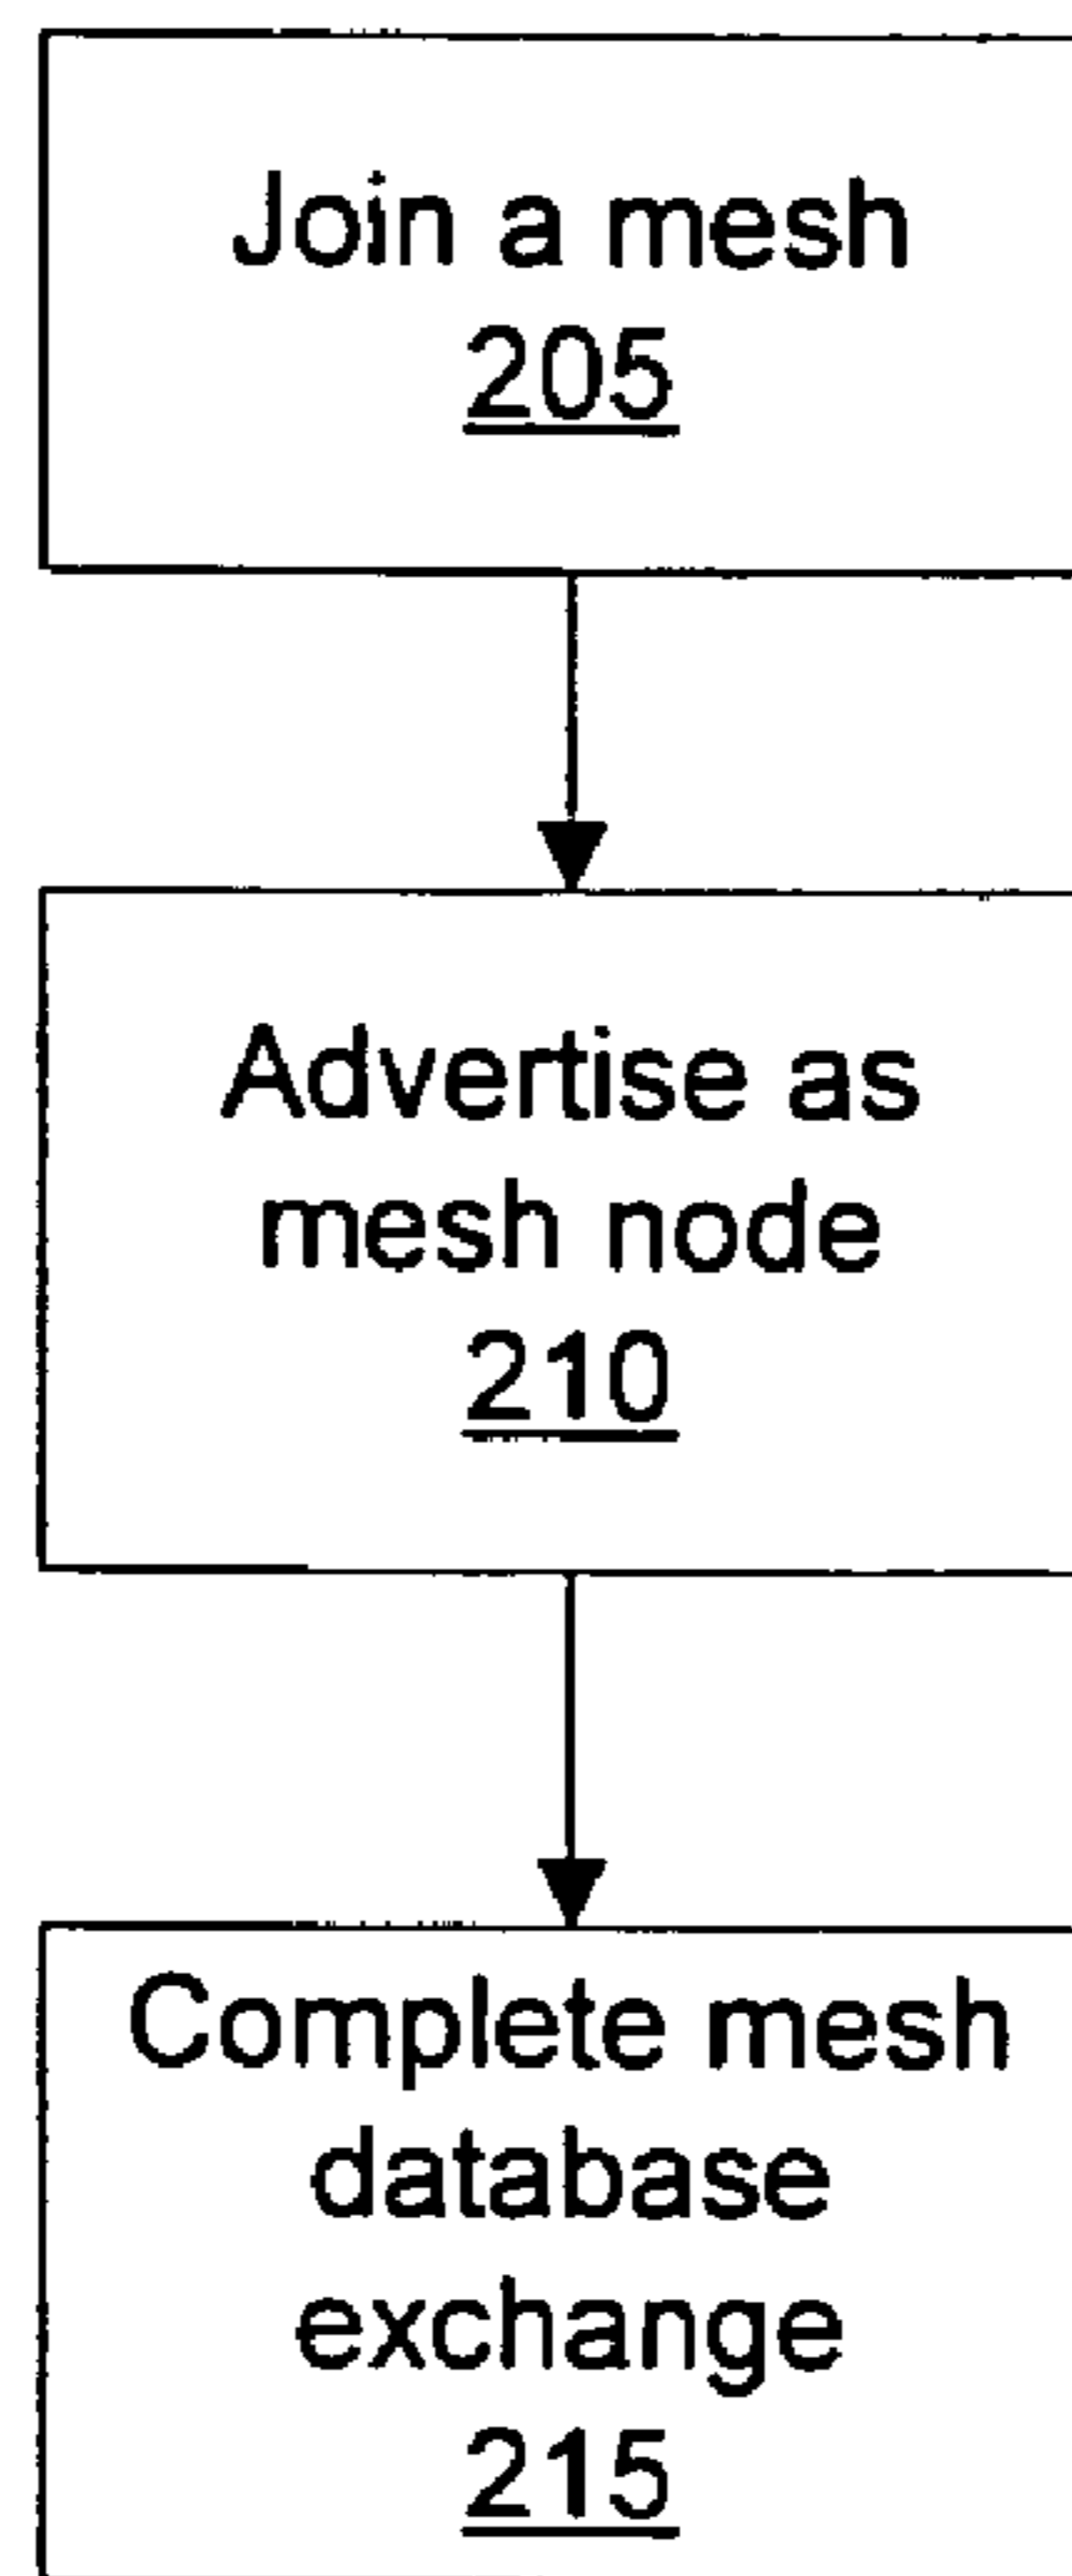 Join a mesh
205
Advertise as
mesh node
210
Complete mesh
database
exchange
215